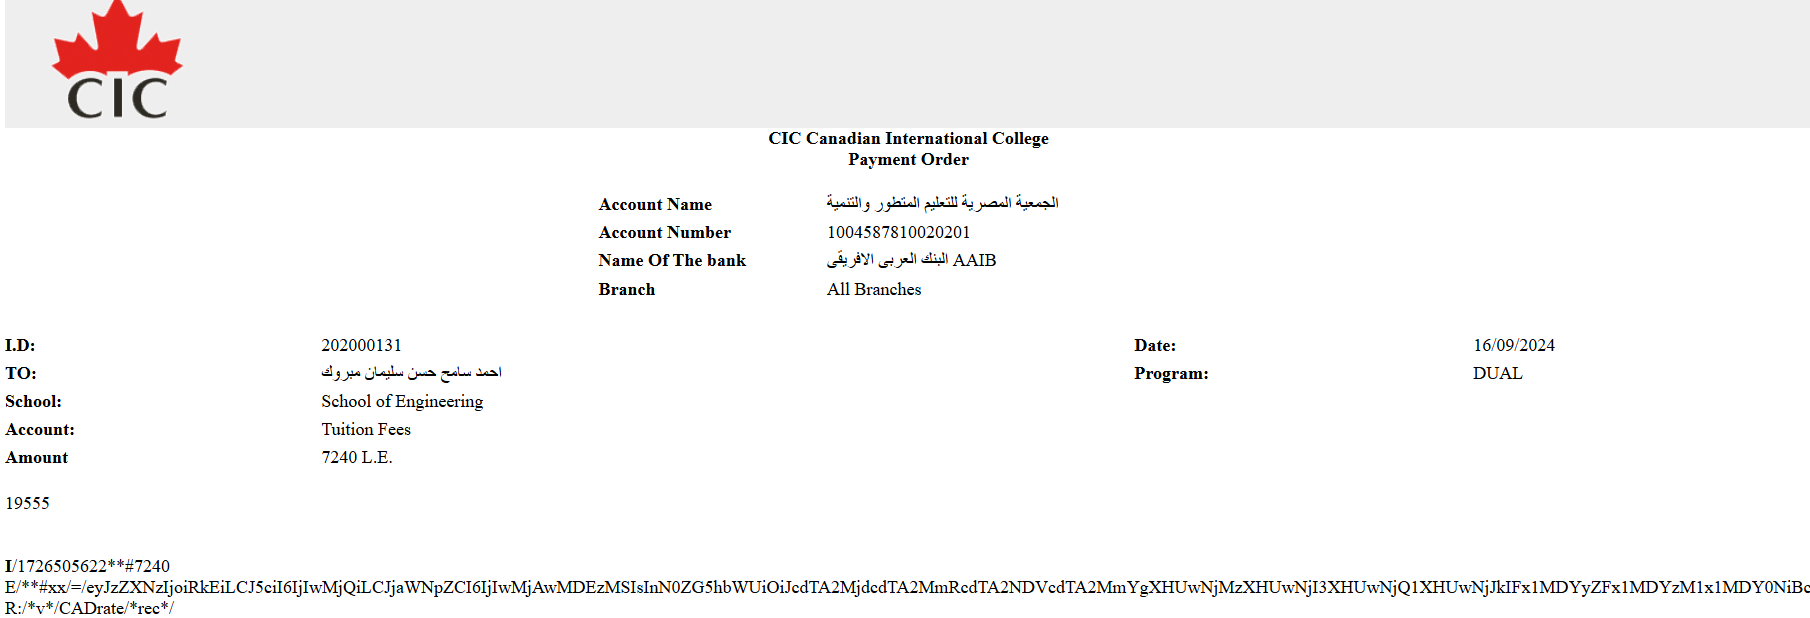 CIC
CIC Canadian International College
Payment Order
Account Name الجمعية المصرية للتعليم المتطور والتنمية
Account Number 1004587810020201
Name Of The bank البنك العربى الافريقى AAIB
Branch All Branches
I.D: 202000131 Date: 16/09/2024
TO: احمد سامح حسن سليمان مبروك Program: DUAL
School: School of Engineering
Account: Tuition Fees
Amount 7240 L.E.
19555
I/1726505622**#7240
E/**#xx/=/eyJzZXNzIjoiRkEiLCJ5ciI6IjIwMjQiLCJjaWNpZCI6IjIwMjAwMDEzMSIsInN0ZG5hbWUiOiJcdTA2MjdcdTA2MmRcdTA2NDVcdTA2MmYgXHUwNjMzXHUwNjI3XHUwNjQ1XHUwNjJkIFx1MDYyZFx1MDYzM1x1MDY0NiBc
R:/*v*/CADrate/*rec*/